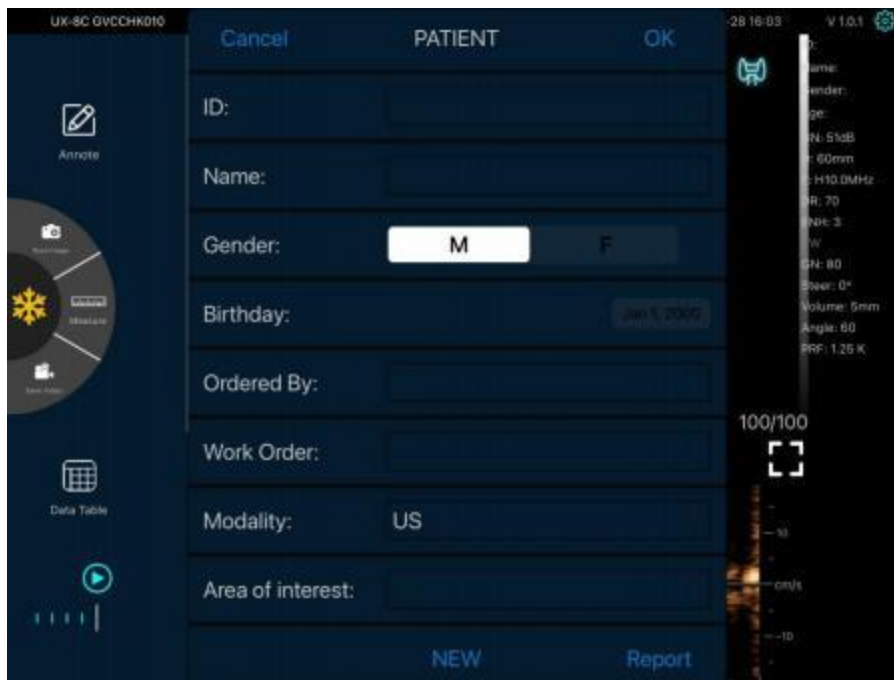 UX-8C GVCCHK010
-28 16:03
V 1.0.1
Cancel
PATIENT
OK
ID:
Name:
Gender:
M
F
Birthday:
Jan 1, 2000
Ordered By:
Work Order:
Modality:
US
Area of interest:
NEW
Report
Annote
Measure
Data Table
ame:
ender:
ge:
N: 51dB
: 60mm
: H10.0MHz
R: 70
NH: 3
W
GN: 80
Steer: 0°
Volume: 5mm
Angle: 60
PRF: 1.25 K
100/100
10
cm/s
-10